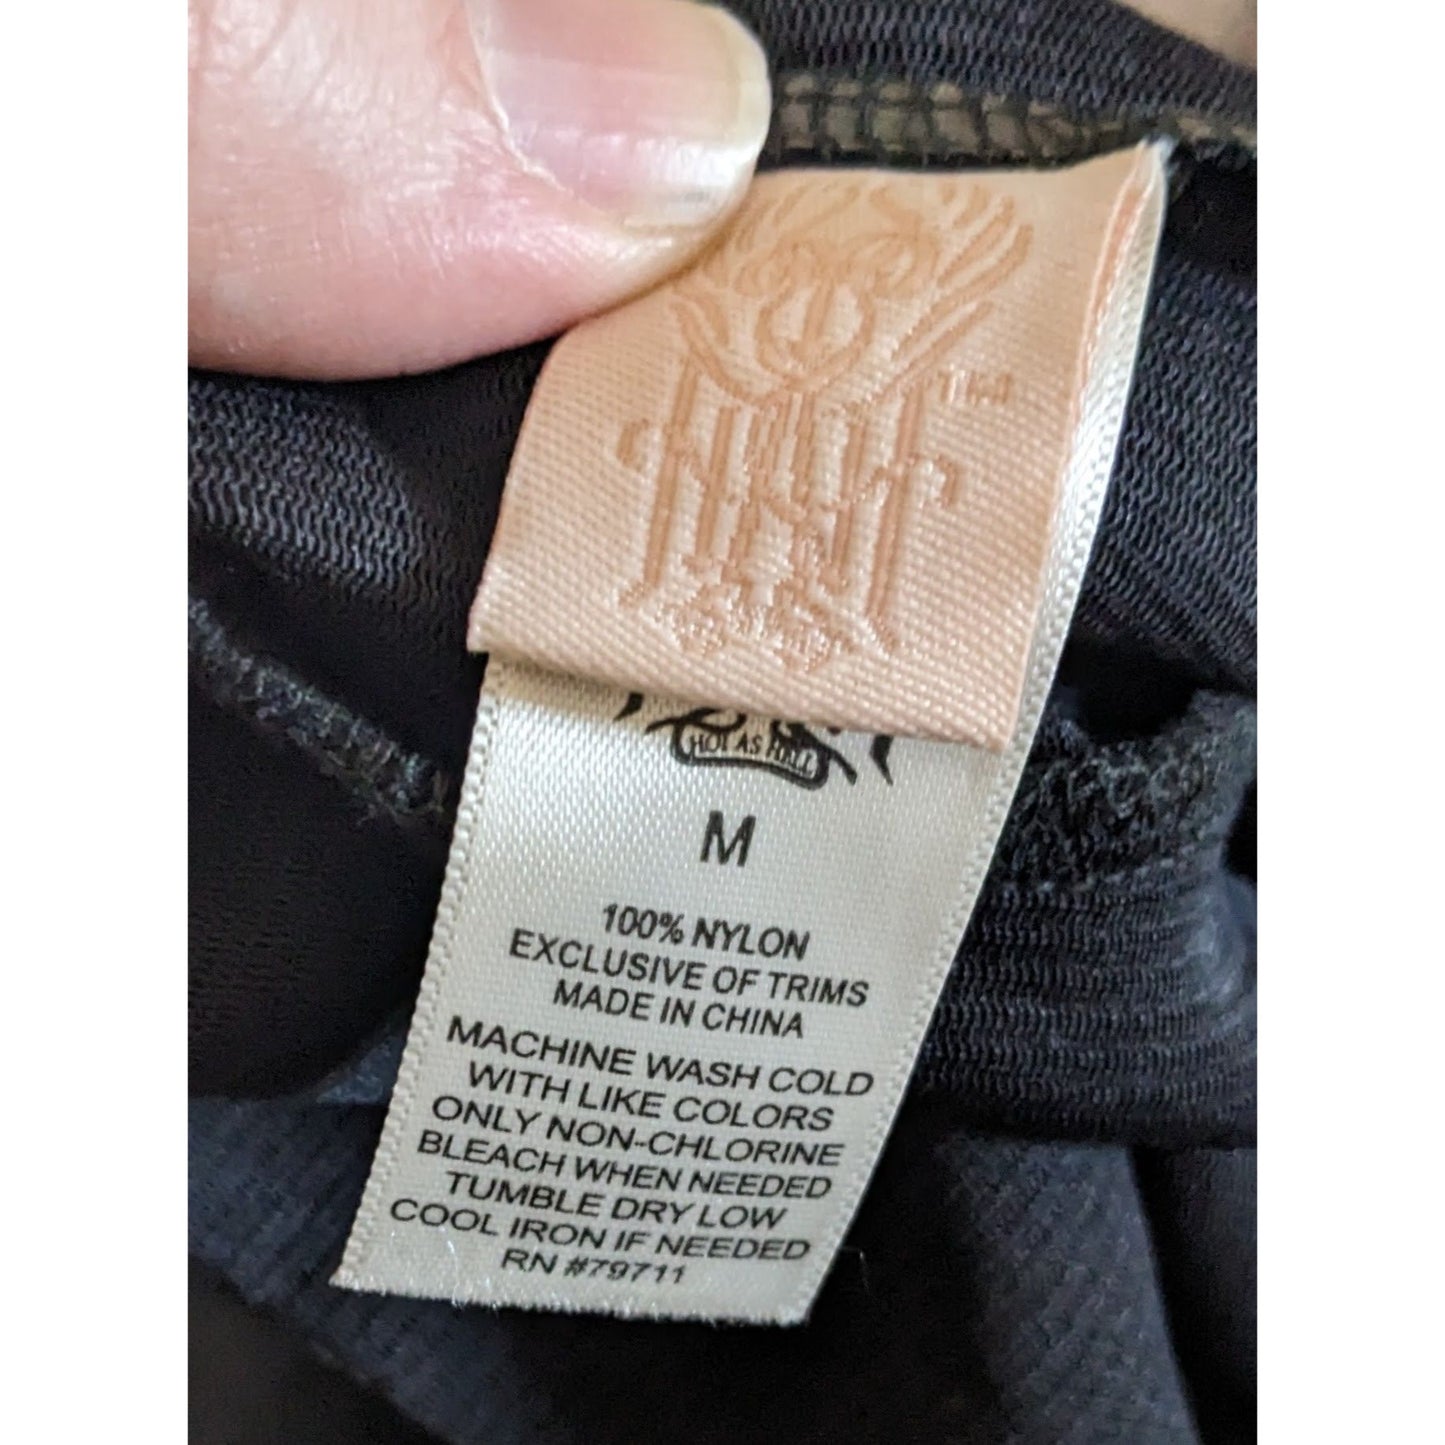 TM
HOT AS HELL
M
100% NYLON
EXCLUSIVE OF TRIMS
MADE IN CHINA
MACHINE WASH COLD
WITH LIKE COLORS
ONLY NON-CHLORINE
BLEACH WHEN NEEDED
TUMBLE DRY LOW
COOL IRON IF NEEDED
RN #79711